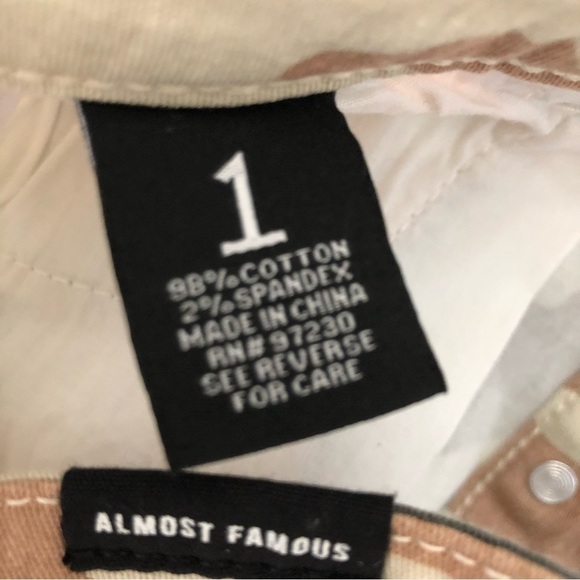 1
98% COTTON
2% SPANDEX
MADE IN CHINA
RN# 97230
SEE REVERSE
FOR CARE
ALMOST FAMOUS